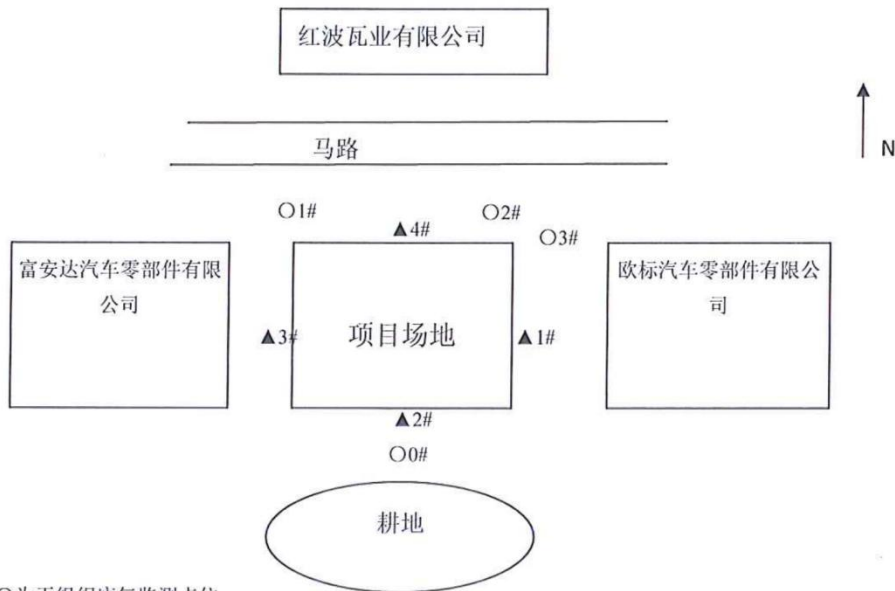 红波瓦业有限公司
马路
N
○1#
○2#
▲4#
○3#
富安达汽车零部件有限
公司
欧标汽车零部件有限公
司
▲3#
项目场地
▲1#
▲2#
○0#
耕地